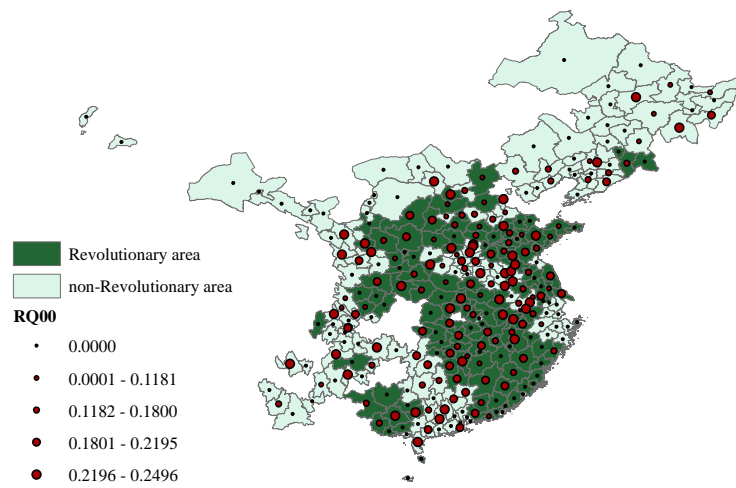 Revolutionary area
non-Revolutionary area
RQ00
0.0000
0.0001 - 0.1181
0.1182 - 0.1800
0.1801 - 0.2195
0.2196 - 0.2496